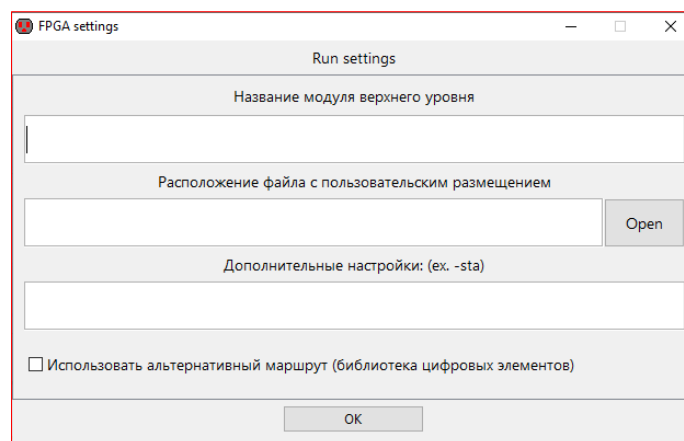 FPGA settings
Run settings
Название модуля верхнего уровня
Расположение файла с пользовательским размещением
Open
Дополнительные настройки: (ex. -sta)
Использовать альтернативный маршрут (библиотека цифровых элементов)
OK